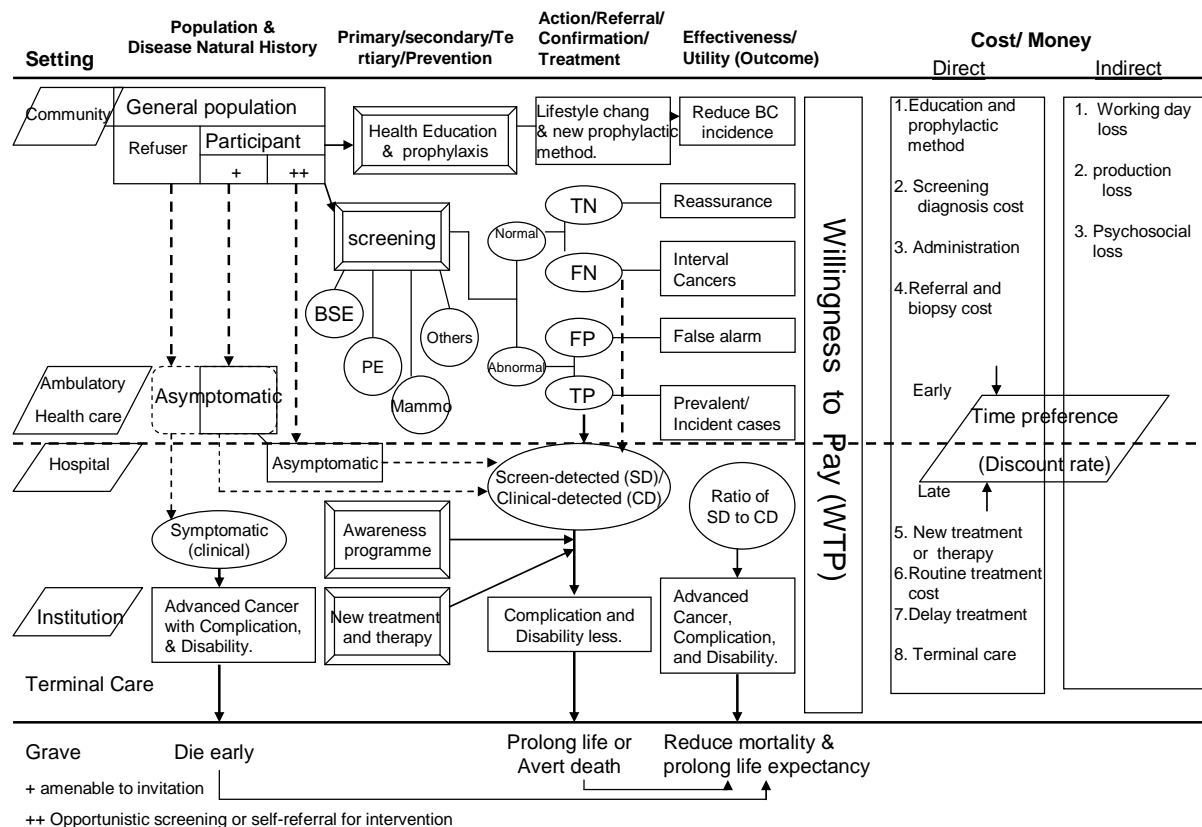 Setting
Population &
Disease Natural History
Primary/secondary/Te
rtiary/Prevention
Action/Referral/
Confirmation/
Treatment
Effectiveness/
Utility (Outcome)
Cost/ Money
Direct
Indirect
Community
General population
Refuser
Participant
+
++
Health Education
& prophylaxis
Lifestyle chang
& new prophylactic
method.
Reduce BC
incidence
screening
BSE
PE
Mammo
Others
Normal
Abnormal
TN
FN
FP
TP
Reassurance
Interval
Cancers
False alarm
Prevalent/
Incident cases
Willingness to Pay (WTP)
1.Education and
prophylactic
method
2. Screening
diagnosis cost
3. Administration
4.Referral and
biopsy cost
1. Working day
loss
2. production
loss
3. Psychosocial
loss
Ambulatory
Health care
Asymptomatic
Early
Time preference
(Discount rate)
Late
Hospital
Asymptomatic
Screen-detected (SD)/
Clinical-detected (CD)
Ratio of
SD to CD
Symptomatic
(clinical)
Awareness
programme
5. New treatment
or therapy
6.Routine treatment
cost
7.Delay treatment
8. Terminal care
Institution
Advanced Cancer
with Complication,
& Disability.
New treatment
and therapy
Complication and
Disability less.
Advanced
Cancer,
Complication,
and Disability.
Terminal Care
Grave
Die early
Prolong life or
Avert death
Reduce mortality &
prolong life expectancy
+ amenable to invitation
++ Opportunistic screening or self-referral for intervention